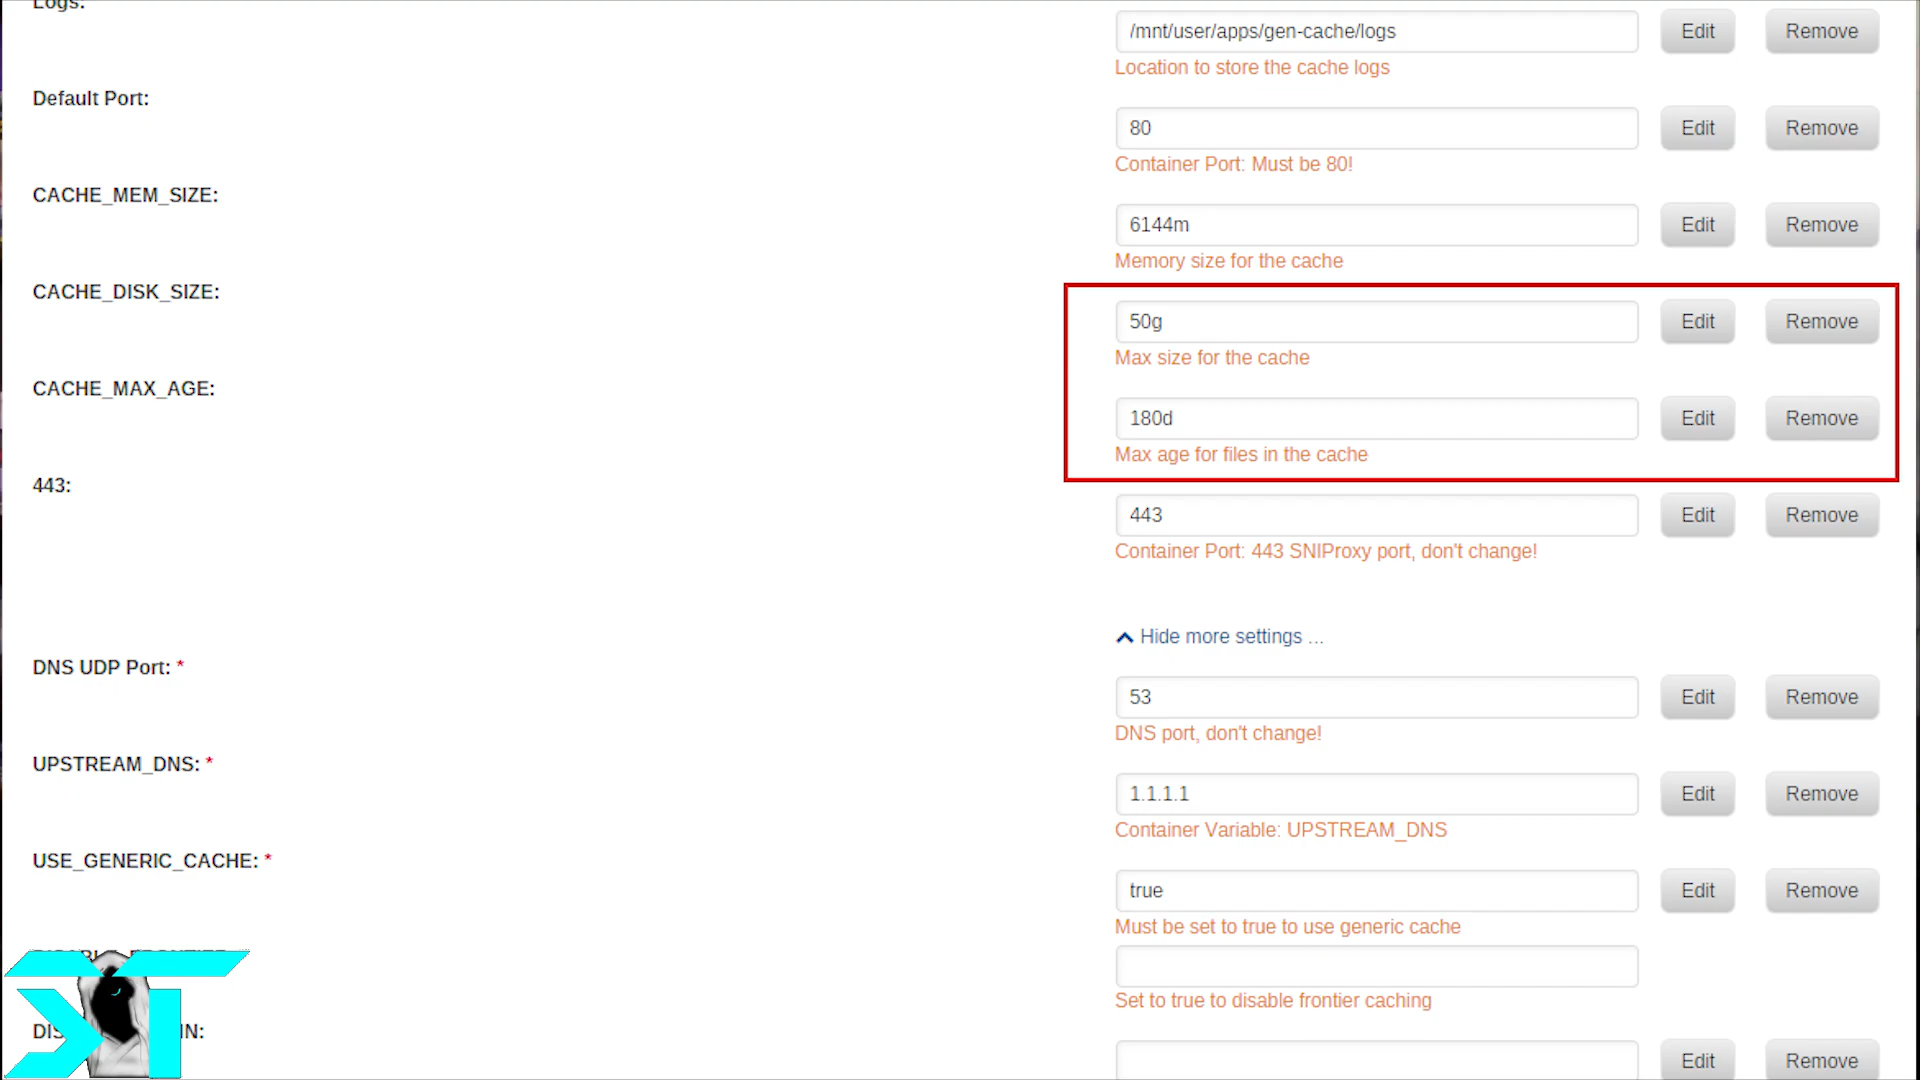 Logs:
/mnt/user/apps/gen-cache/logs Edit Remove
Location to store the cache logs
Default Port:
80 Edit Remove
Container Port: Must be 80!
CACHE_MEM_SIZE:
6144m Edit Remove
Memory size for the cache
CACHE_DISK_SIZE:
50g Edit Remove
Max size for the cache
CACHE_MAX_AGE:
180d Edit Remove
Max age for files in the cache
443:
443 Edit Remove
Container Port: 443 SNIProxy port, don't change!
Hide more settings ...
DNS UDP Port: *
53 Edit Remove
DNS port, don't change!
UPSTREAM_DNS: *
1.1.1.1 Edit Remove
Container Variable: UPSTREAM_DNS
USE_GENERIC_CACHE: *
true Edit Remove
Must be set to true to use generic cache
Set to true to disable frontier caching
Edit Remove